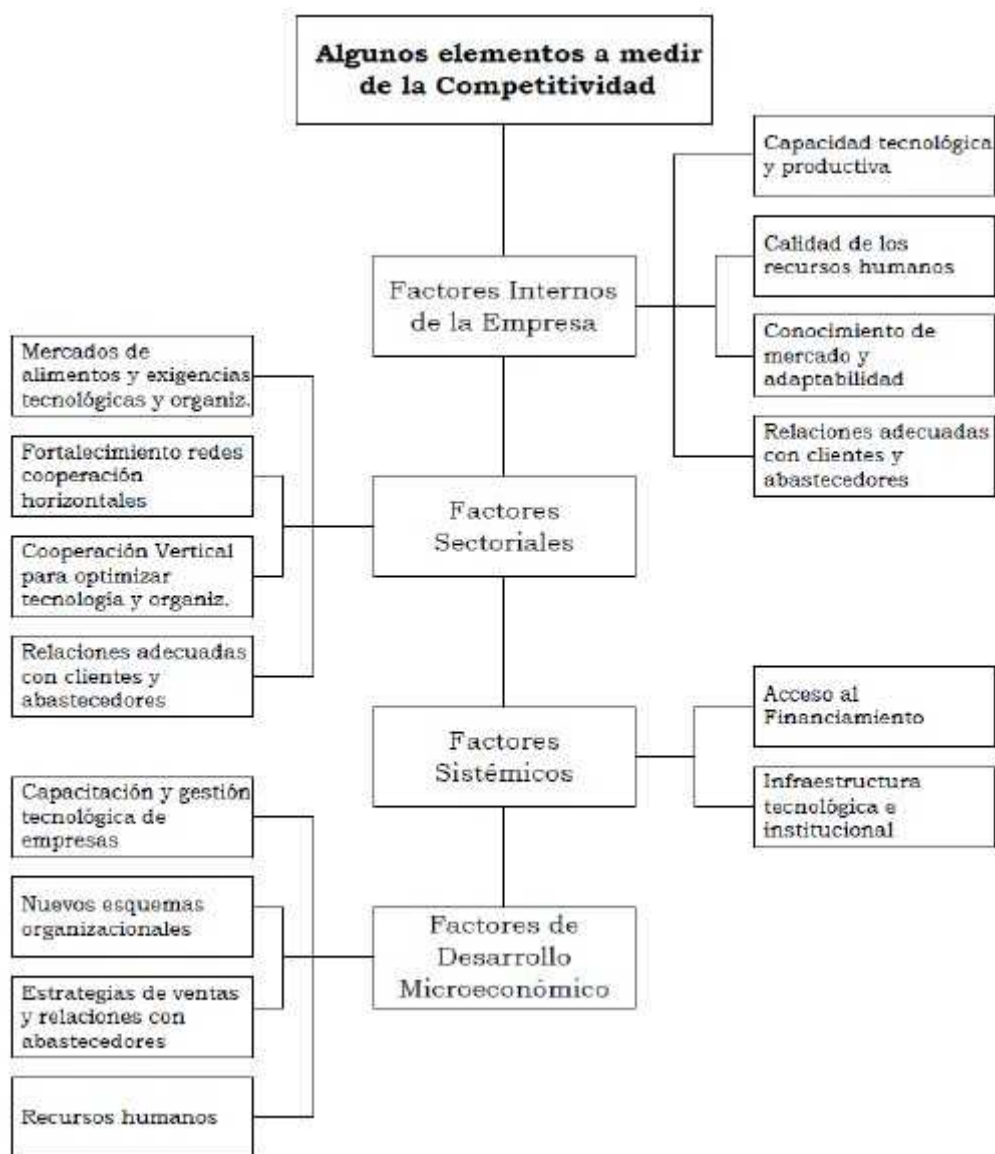 Algunos elementos a medir
de la Competitividad
Capacidad tecnológica
y productiva
Calidad de los
recursos humanos
Factores Internos
de la Empresa
Conocimiento de
mercado y
adaptabilidad
Relaciones adecuadas
con clientes y
abastecedores
Mercados de
alimentos y exigencias
tecnológicas y organiz.
Fortalecimiento redes
cooperación
horizontales
Factores
Sectoriales
Cooperación Vertical
para optimizar
tecnología y organiz.
Relaciones adecuadas
con clientes y
abastecedores
Acceso al
Financiamiento
Factores
Sistémicos
Infraestructura
tecnológica e
institucional
Capacitación y gestión
tecnológica de
empresas
Nuevos esquemas
organizacionales
Factores de
Desarrollo
Microeconómico
Estrategias de ventas
y relaciones con
abastecedores
Recursos humanos